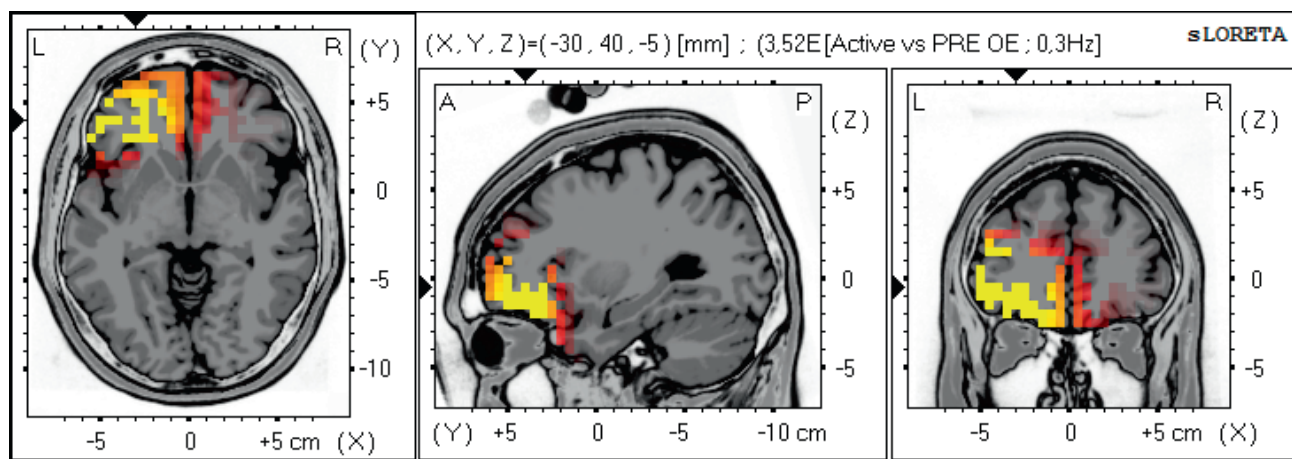 (X, Y, Z)=(-30, 40, -5) [mm] ; (3,52E[Active vs PRE OE ; 0,3Hz]
sLORETA
L R (Y)
+5
0
-5
-10
-5 0 +5 cm (X)
A P (Z)
+5
0
-5
(Y) +5 0 -5 -10 cm
L R (Z)
+5
0
-5
-5 0 +5 cm (X)